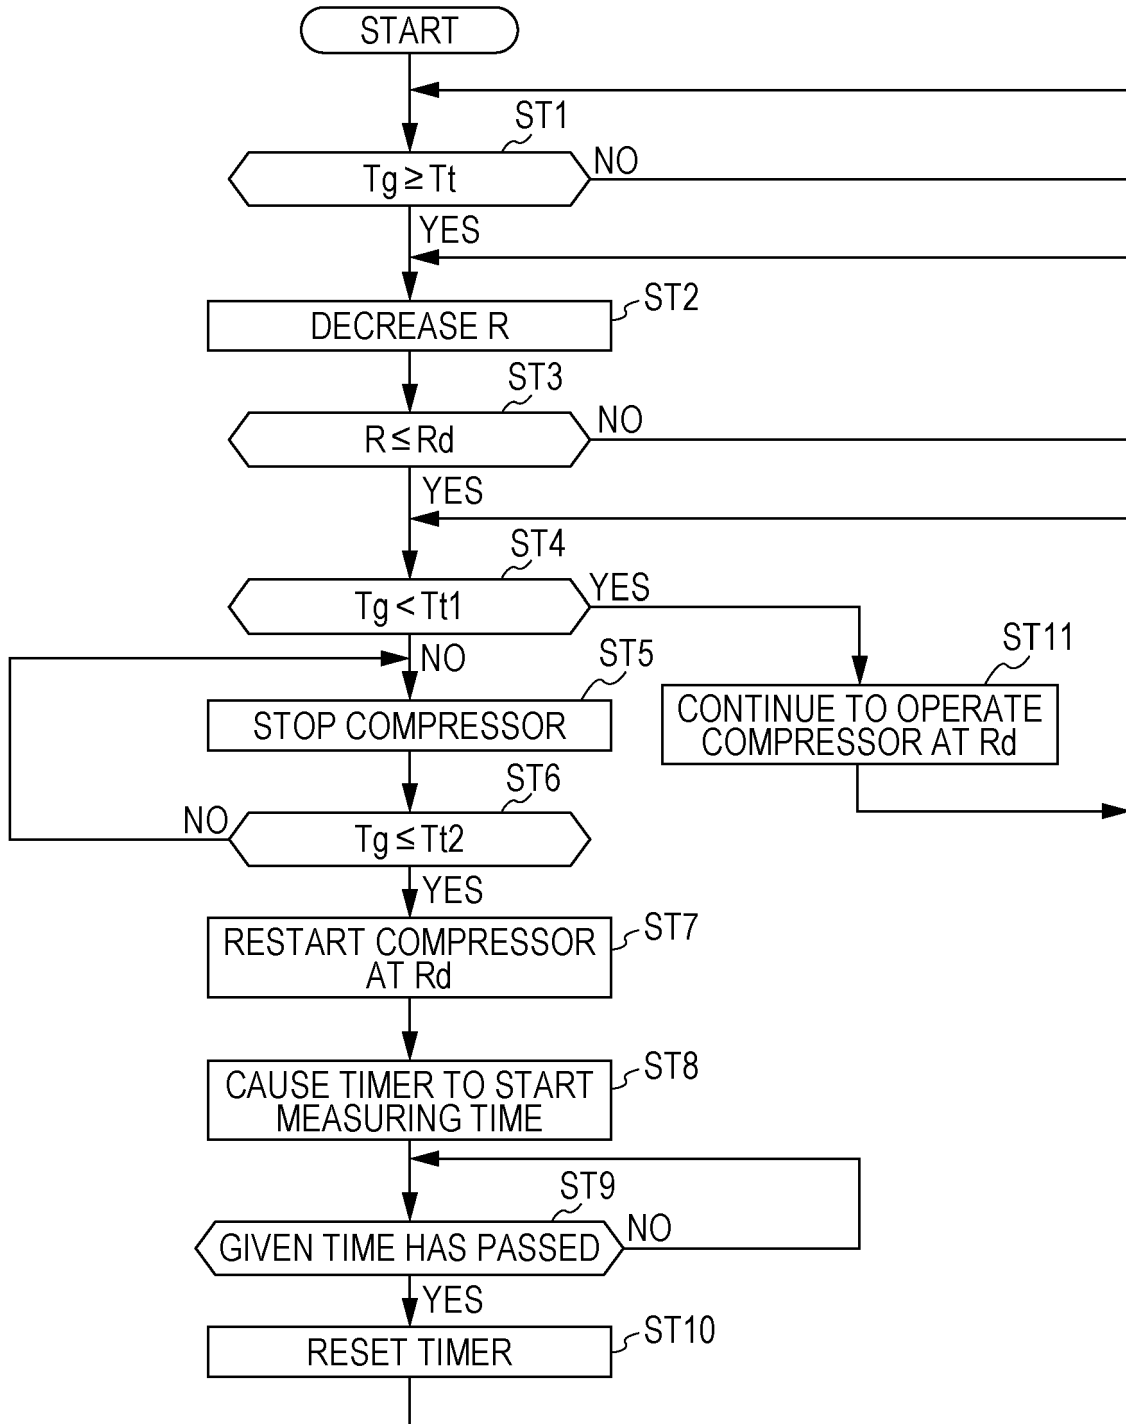 START
ST1
Tg ≥ Tt
NO
YES
ST2
DECREASE R
ST3
R ≤ Rd
NO
YES
ST4
Tg < Tt1
YES
NO
ST5
STOP COMPRESSOR
ST11
CONTINUE TO OPERATE
COMPRESSOR AT Rd
ST6
Tg ≤ Tt2
NO
YES
ST7
RESTART COMPRESSOR
AT Rd
ST8
CAUSE TIMER TO START
MEASURING TIME
ST9
GIVEN TIME HAS PASSED
NO
YES
ST10
RESET TIMER